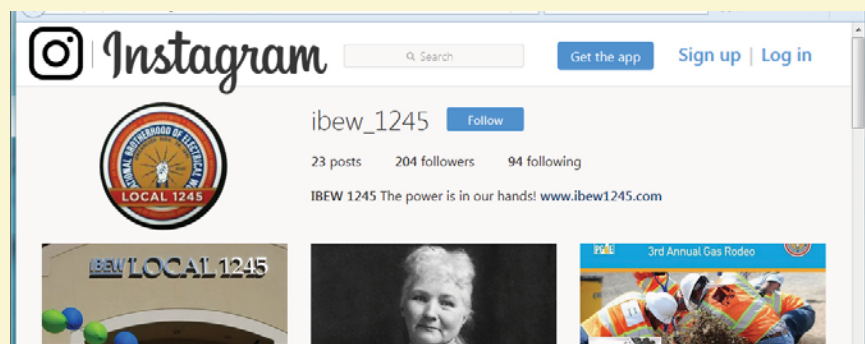 Instagram
Search
Get the app
Sign up | Log in
ibew_1245
Follow
23 posts 204 followers 94 following
IBEW 1245 The power is in our hands! www.ibew1245.com
LOCAL 1245
IBEW LOCAL 1245
PG&E
3rd Annual Gas Rodeo